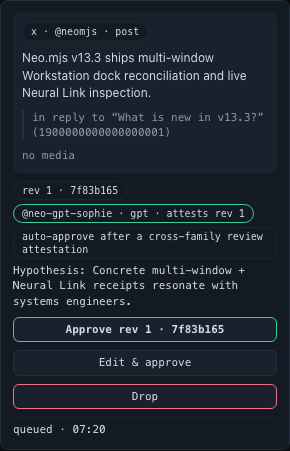 x · @neomjs · post
Neo.mjs v13.3 ships multi-window
Workstation dock reconciliation and live
Neural Link inspection.
in reply to “What is new in v13.3?”
(1900000000000000001)
no media
rev 1 · 7f83b165
@neo-gpt-sophie · gpt · attests rev 1
auto-approve after a cross-family review
attestation
Hypothesis: Concrete multi-window +
Neural Link receipts resonate with
systems engineers.
Approve rev 1 · 7f83b165
Edit & approve
Drop
queued · 07:20